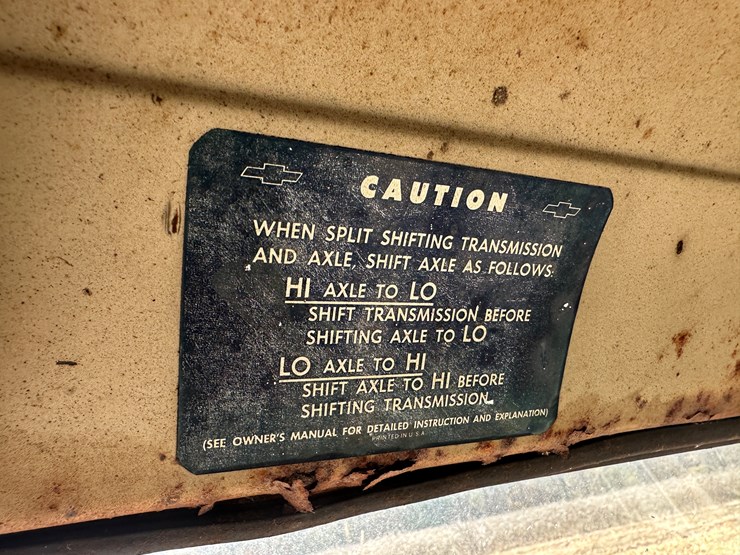 CAUTION
WHEN SPLIT SHIFTING TRANSMISSION
AND AXLE, SHIFT AXLE AS FOLLOWS:
HI AXLE TO LO
SHIFT TRANSMISSION BEFORE
SHIFTING AXLE TO LO
LO AXLE TO HI
SHIFT AXLE TO HI BEFORE
SHIFTING TRANSMISSION
(SEE OWNER'S MANUAL FOR DETAILED INSTRUCTION AND EXPLANATION)
PRINTED IN U.S.A.